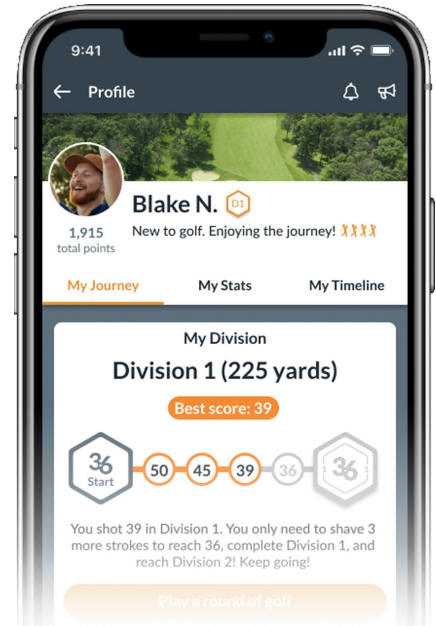 9:41
Profile
Blake N. D1
1,915
total points
New to golf. Enjoying the journey!
My Journey My Stats My Timeline
My Division
Division 1 (225 yards)
Best score: 39
36
Start
50 45 39 36 36
You shot 39 in Division 1. You only need to shave 3
more strokes to reach 36, complete Division 1, and
reach Division 2! Keep going!
Play a round of golf